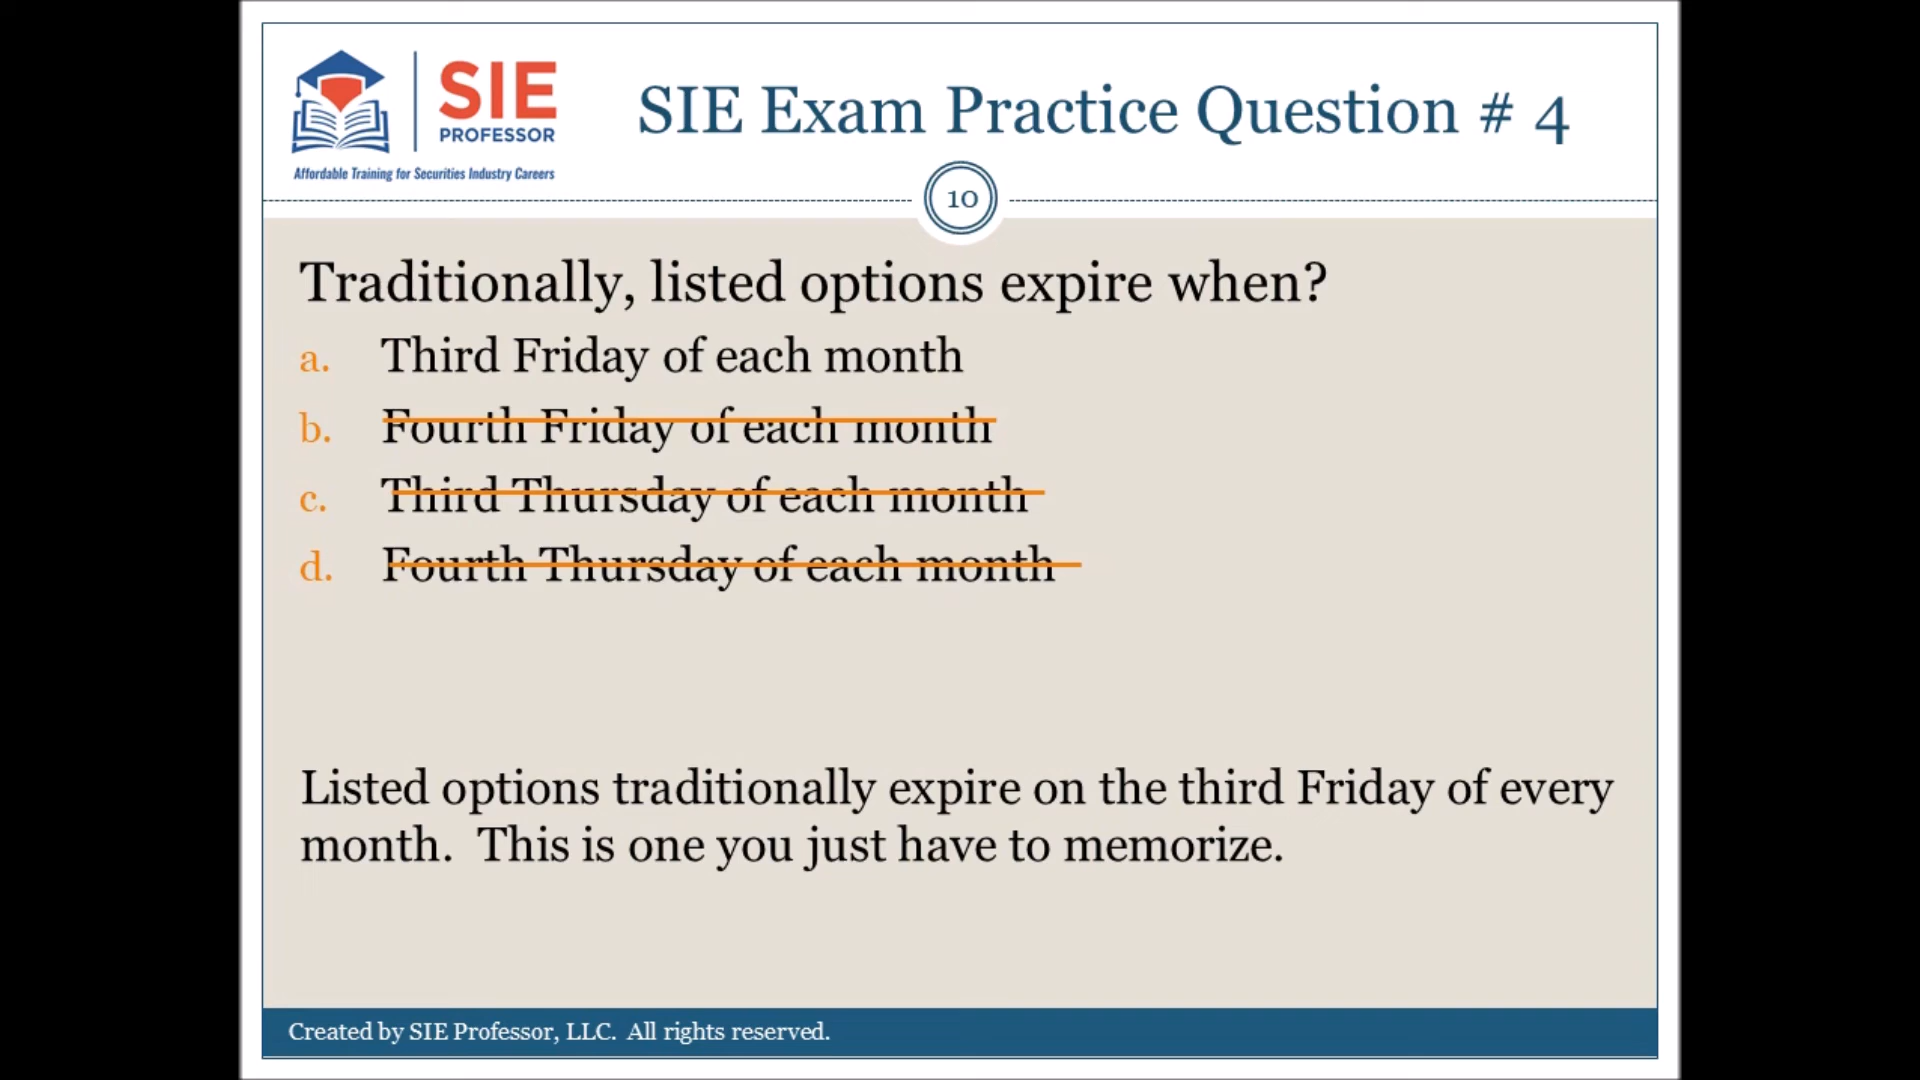 SIE
PROFESSOR
Affordable Training for Securities Industry Careers
SIE Exam Practice Question # 4
10
Traditionally, listed options expire when?
a. Third Friday of each month
b. Fourth Friday of each month
c. Third Thursday of each month
d. Fourth Thursday of each month
Listed options traditionally expire on the third Friday of every
month. This is one you just have to memorize.
Created by SIE Professor, LLC. All rights reserved.